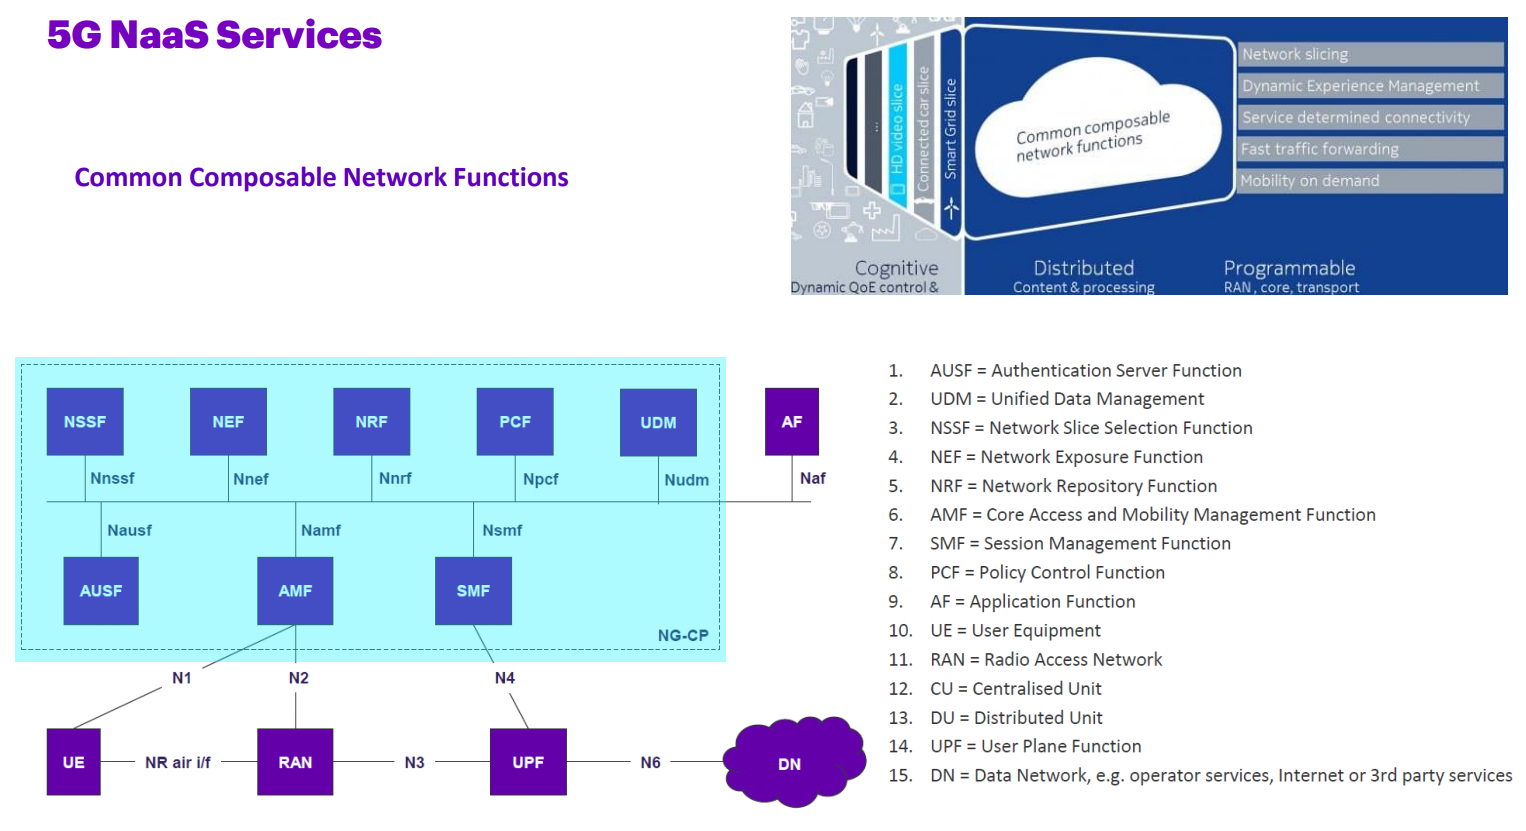 5G NaaS Services
Common Composable Network Functions
HD video slice
Connected car slice
Smart Grid slice
Common composable
network functions
Network slicing
Dynamic Experience Management
Service determined connectivity
Fast traffic forwarding
Mobility on demand
Cognitive
Dynamic QoE control &
Distributed
Content & processing
Programmable
RAN, core, transport
NSSF NEF NRF PCF UDM AF
Nnssf Nnef Nnrf Npcf Nudm Naf
Nausf Namf Nsmf
AUSF AMF SMF
NG-CP
N1 N2 N4
UE NR air i/f RAN N3 UPF N6 DN
1. AUSF = Authentication Server Function
2. UDM = Unified Data Management
3. NSSF = Network Slice Selection Function
4. NEF = Network Exposure Function
5. NRF = Network Repository Function
6. AMF = Core Access and Mobility Management Function
7. SMF = Session Management Function
8. PCF = Policy Control Function
9. AF = Application Function
10. UE = User Equipment
11. RAN = Radio Access Network
12. CU = Centralised Unit
13. DU = Distributed Unit
14. UPF = User Plane Function
15. DN = Data Network, e.g. operator services, Internet or 3rd party services